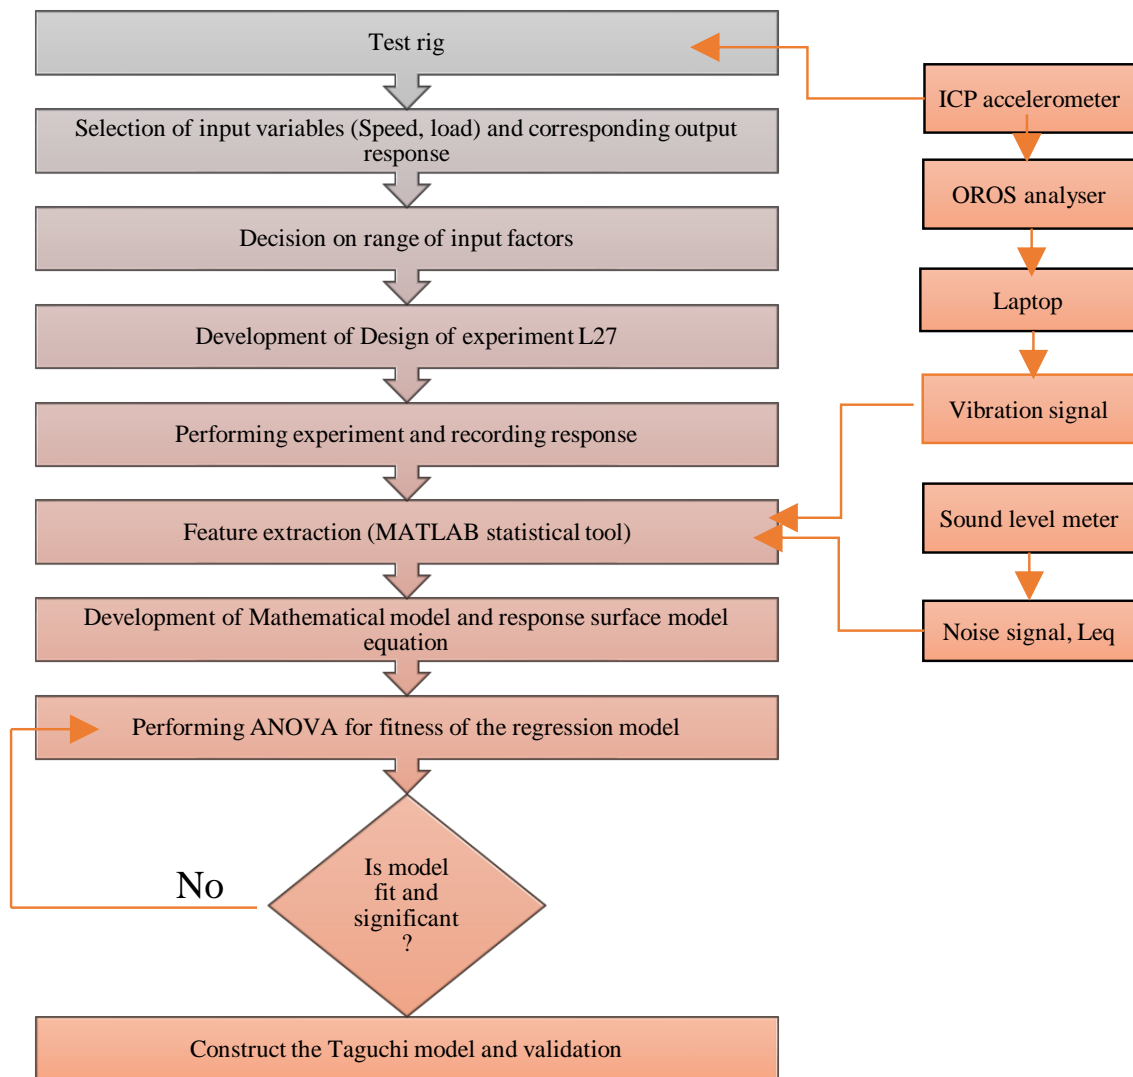 Test rig
Selection of input variables (Speed, load) and corresponding output
response
Decision on range of input factors
Development of Design of experiment L27
Performing experiment and recording response
Feature extraction (MATLAB statistical tool)
Development of Mathematical model and response surface model
equation
Performing ANOVA for fitness of the regression model
Is model
fit and
significant
?
No
Construct the Taguchi model and validation
ICP accelerometer
OROS analyser
Laptop
Vibration signal
Sound level meter
Noise signal, Leq